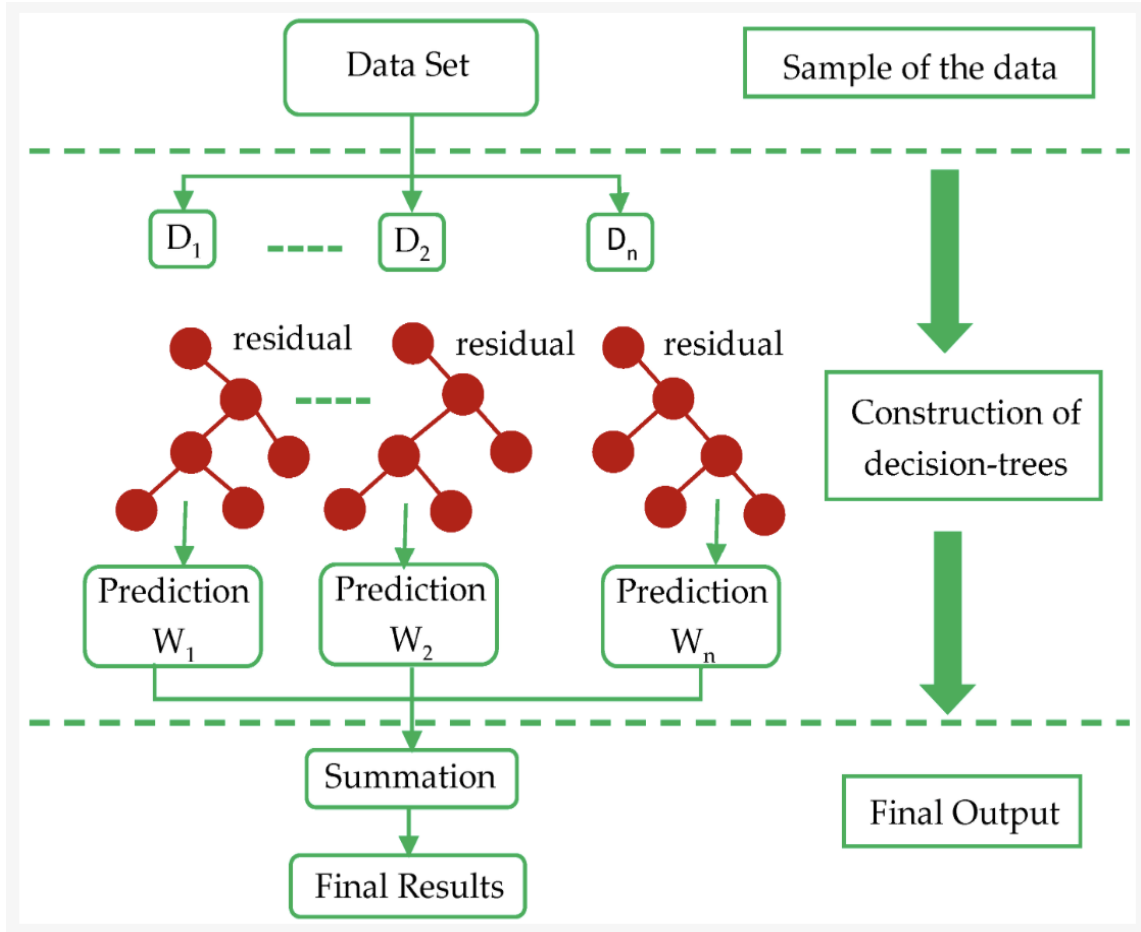 Data Set
Sample of the data
D₁
D₂
Dₙ
residual
residual
residual
Construction of
decision-trees
Prediction
W₁
Prediction
W₂
Prediction
Wₙ
Summation
Final Output
Final Results